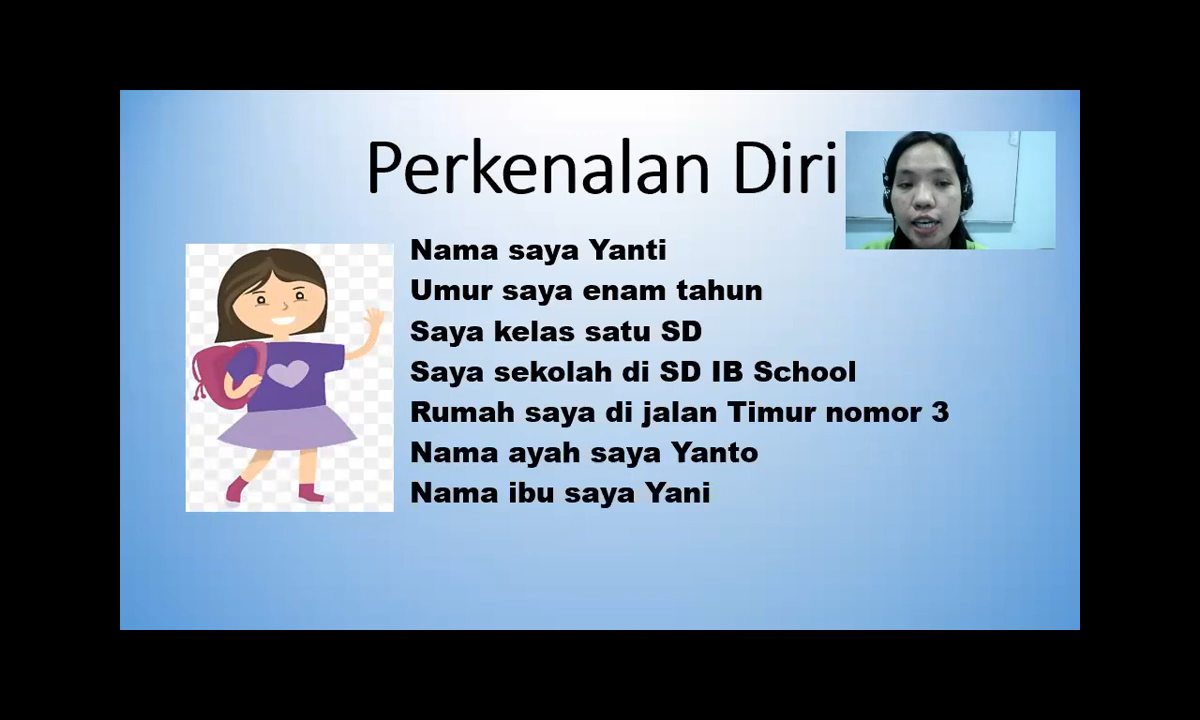 Perkenalan Diri
Nama saya Yanti
Umur saya enam tahun
Saya kelas satu SD
Saya sekolah di SD IB School
Rumah saya di jalan Timur nomor 3
Nama ayah saya Yanto
Nama ibu saya Yani